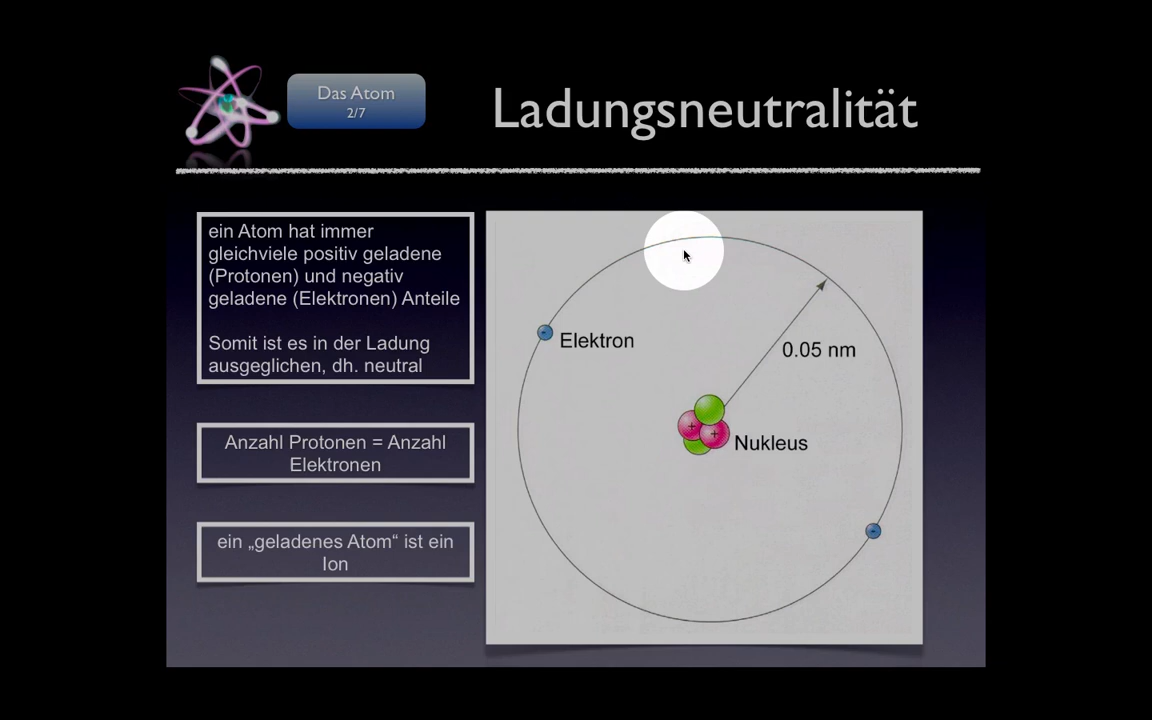 Das Atom
2/7
Ladungsneutralität
ein Atom hat immer
gleichviele positiv geladene
(Protonen) und negativ
geladene (Elektronen) Anteile
Somit ist es in der Ladung
ausgeglichen, dh. neutral
Anzahl Protonen = Anzahl
Elektronen
ein „geladenes Atom“ ist ein
Ion
Elektron
0.05 nm
+
+
Nukleus
-
-